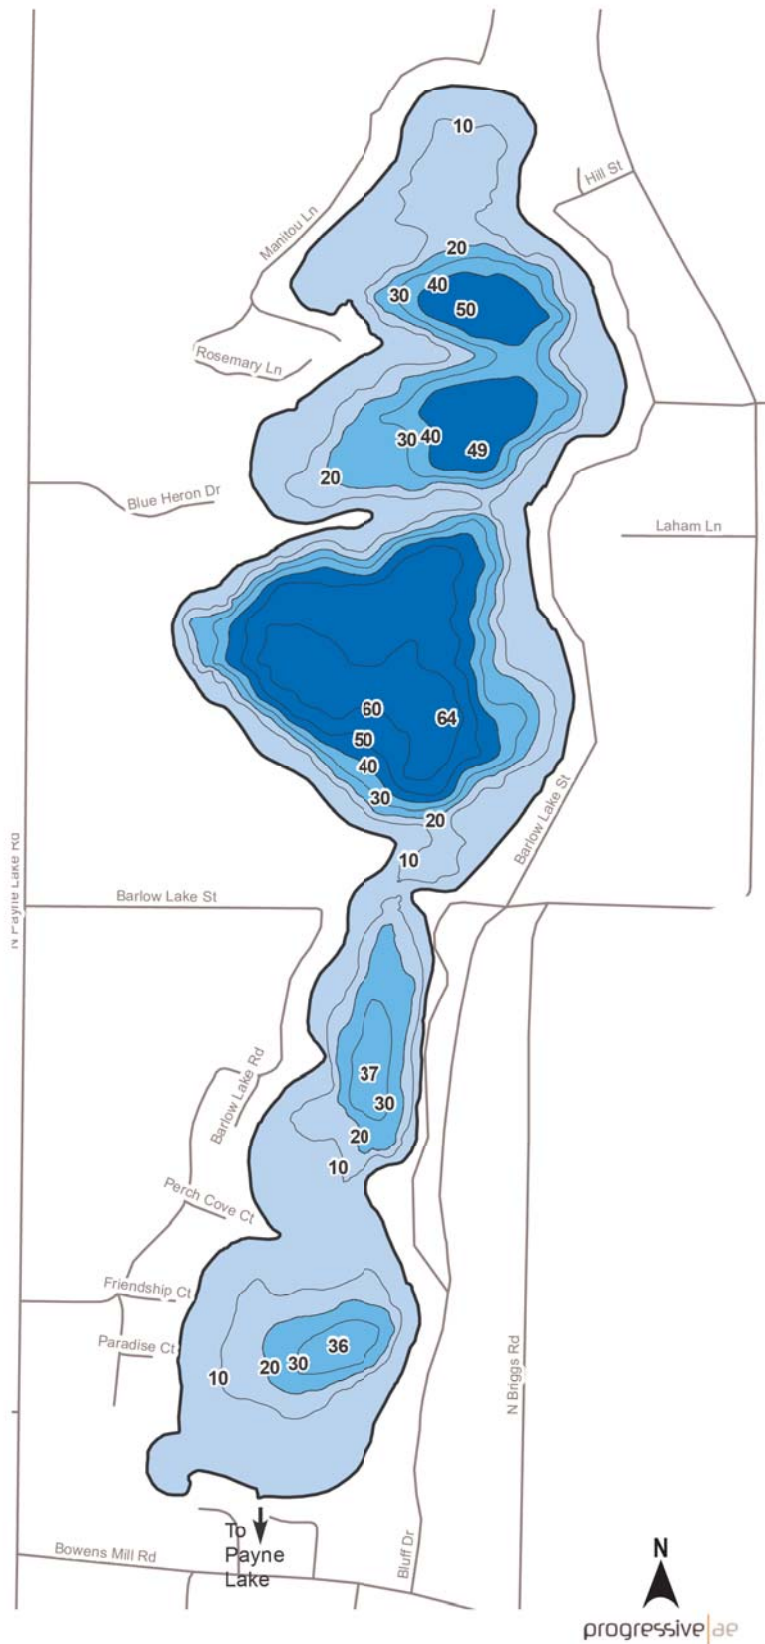 10
Hill St
Manitou Ln
20
40
30
50
Rosemary Ln
30
40
49
20
Blue Heron Dr
Laham Ln
60
64
50
40
30
20
10
Barlow Lake St
N Payne Lake Rd
Barlow Lake St
37
30
Barlow Lake Rd
20
10
Perch Cove Ct
Friendship Ct
Paradise Ct
36
30
20
10
N Briggs Rd
To
Payne
Lake
Bowens Mill Rd
Bluff Dr
N
progressive|ae